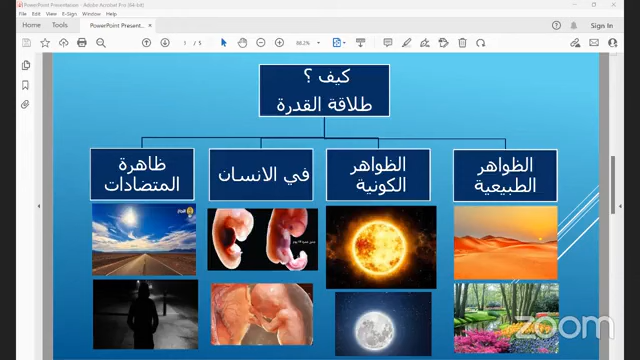 PowerPoint Presentation - Adobe Acrobat Pro (64-bit)
File Edit View E-Sign Window Help
Home Tools PowerPoint Present... × Sign In
1 / 5 98.2%
كيف ؟
طلاقة القدرة
الظواهر الطبيعية
الظواهر الكونية
في الانسان
ظاهرة المتضادات
zoom